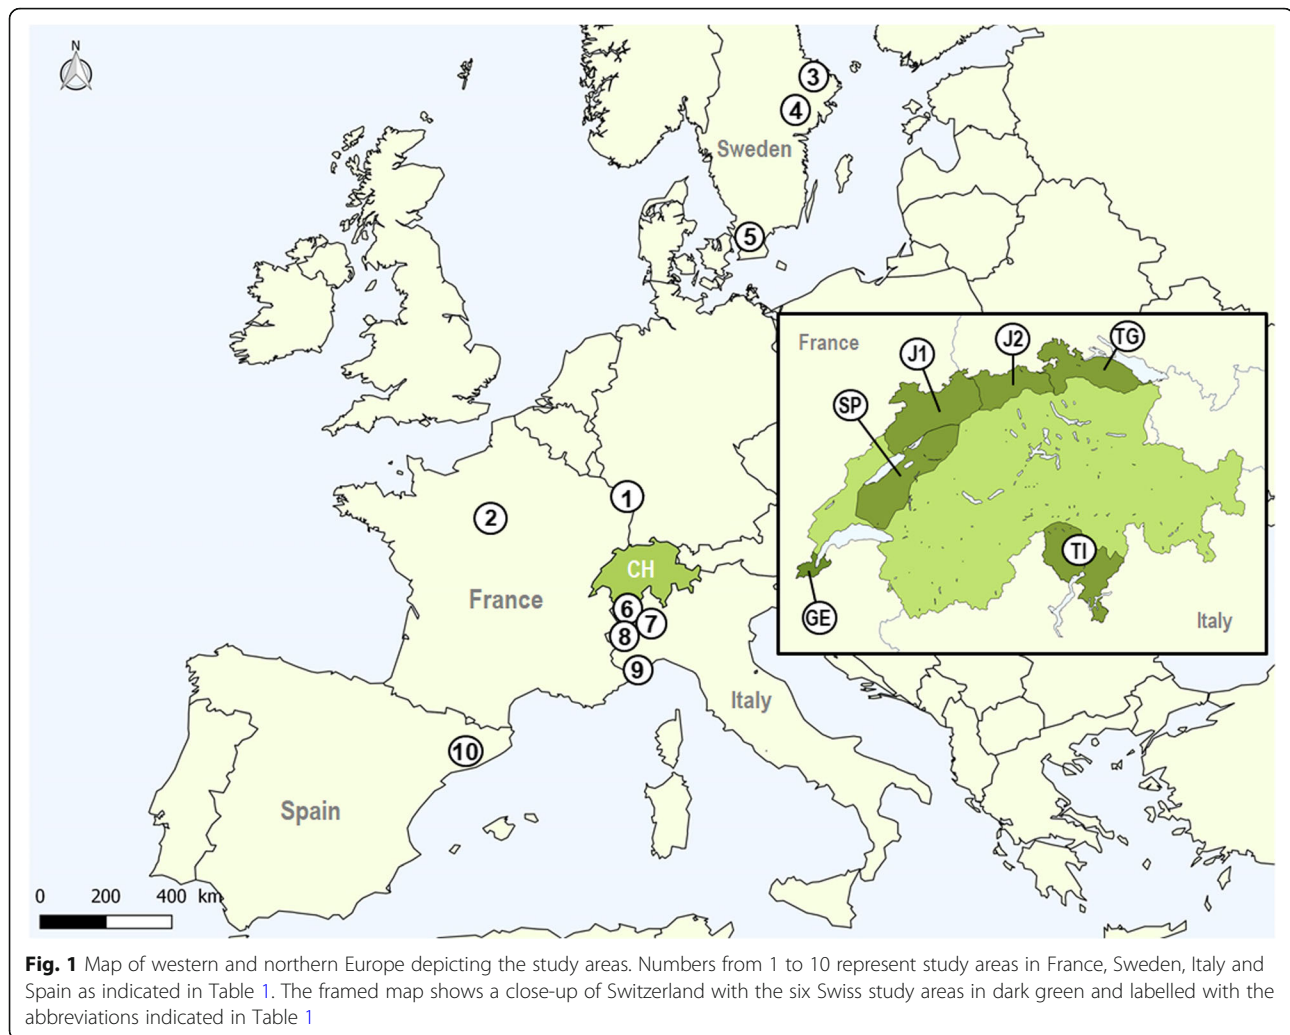 N
3
4
Sweden
5
France
J1
J2
TG
SP
TI
GE
Italy
1
2
CH
France
6
7
8
9
Italy
10
Spain
0 200 400 km
Fig. 1 Map of western and northern Europe depicting the study areas. Numbers from 1 to 10 represent study areas in France, Sweden, Italy and
Spain as indicated in Table 1. The framed map shows a close-up of Switzerland with the six Swiss study areas in dark green and labelled with the
abbreviations indicated in Table 1